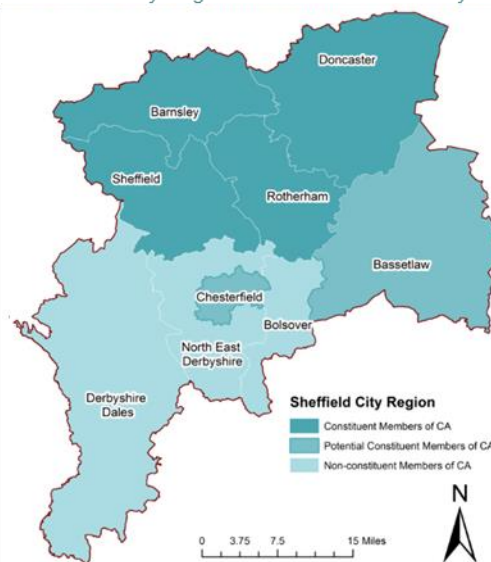 Doncaster
Barnsley
Sheffield
Rotherham
Bassetlaw
Chesterfield
Bolsover
North East
Derbyshire
Derbyshire
Dales
Sheffield City Region
Constituent Members of CA
Potential Constituent Members of CA
Non-constituent Members of CA
N
0 3.75 7.5 15 Miles